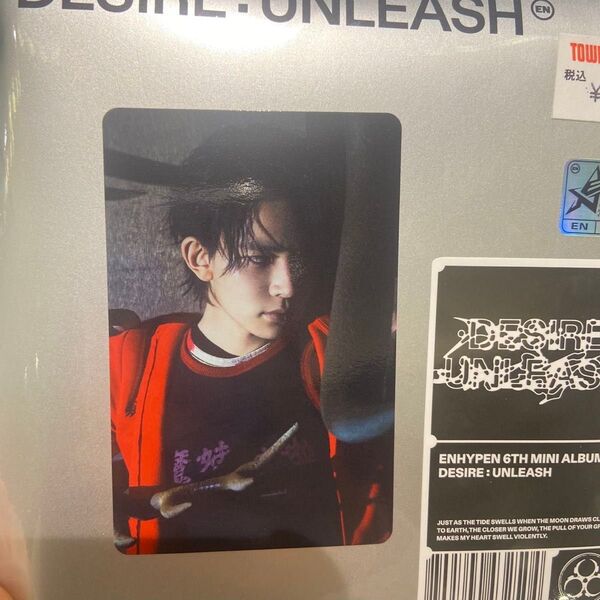 DESIRE : UNLEASH EN
TOW
税込
EN
DESIRE
UNLEAS
ENHYPEN 6TH MINI ALBUM
DESIRE : UNLEASH
JUST AS THE TIDE SWELLS WHEN THE MOON DRAWS CL
TO EARTH, THE CLOSER WE GROW, THE PULL OF YOUR GR
MAKES MY HEART SWELL VIOLENTLY.